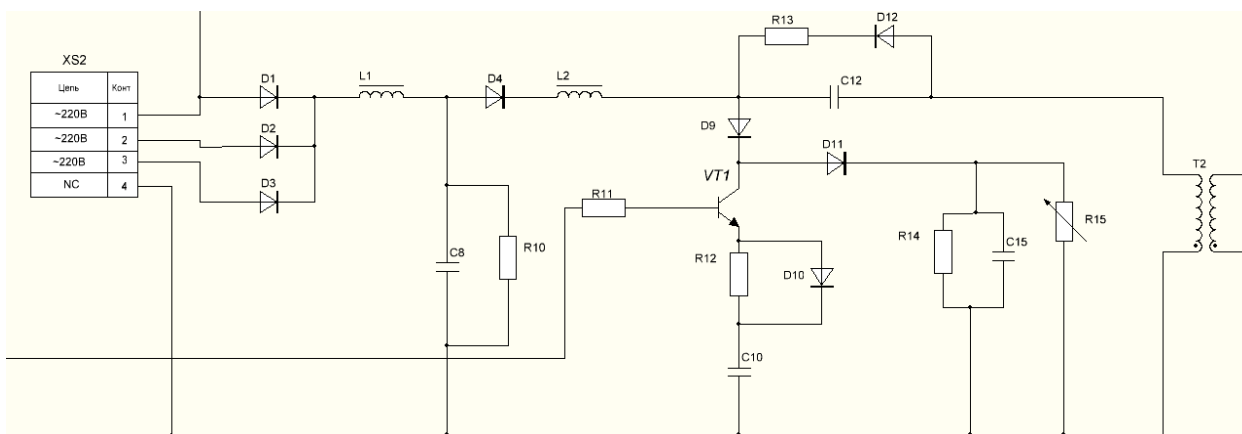 XS2
Цепь Конт
~220В 1
~220В 2
~220В 3
NC 4
D1
D2
D3
L1
D4
L2
R13
D12
C12
D9
D11
VT1
R11
R12
D10
C8
R10
C10
R14
C15
R15
T2